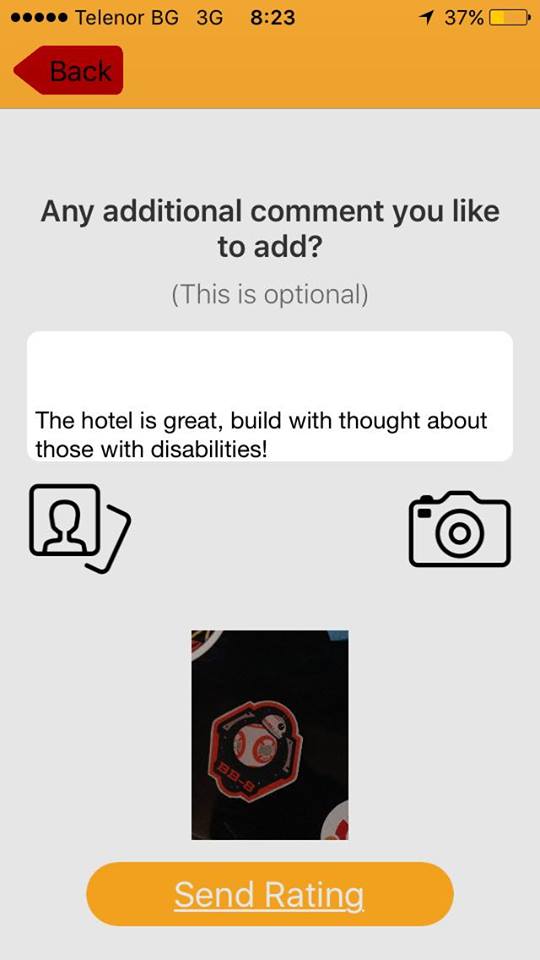 Telenor BG 3G 8:23 37%
Back
Any additional comment you like
to add?
(This is optional)
The hotel is great, build with thought about
those with disabilities!
BB-8
Send Rating